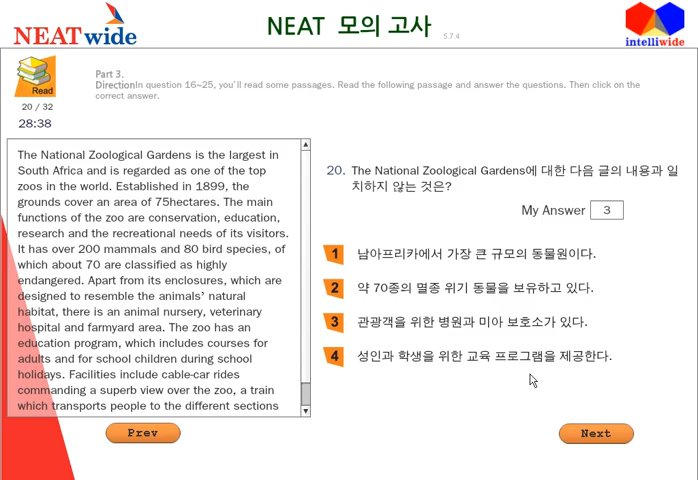 NEATwide
NEAT 모의 고사
5.7.4
intelliwide
Read
20 / 32
28:38
Part 3.
DirectionIn question 16~25, you'll read some passages. Read the following passage and answer the questions. Then click on the
correct answer.
The National Zoological Gardens is the largest in
South Africa and is regarded as one of the top
zoos in the world. Established in 1899, the
grounds cover an area of 75hectares. The main
functions of the zoo are conservation, education,
research and the recreational needs of its visitors.
It has over 200 mammals and 80 bird species, of
which about 70 are classified as highly
endangered. Apart from its enclosures, which are
designed to resemble the animals' natural
habitat, there is an animal nursery, veterinary
hospital and farmyard area. The zoo has an
education program, which includes courses for
adults and for school children during school
holidays. Facilities include cable-car rides
commanding a superb view over the zoo, a train
which transports people to the different sections
Prev
20. The National Zoological Gardens에 대한 다음 글의 내용과 일
치하지 않는 것은?
My Answer 3
1 남아프리카에서 가장 큰 규모의 동물원이다.
2 약 70종의 멸종 위기 동물을 보유하고 있다.
3 관광객을 위한 병원과 미아 보호소가 있다.
4 성인과 학생을 위한 교육 프로그램을 제공한다.
Next